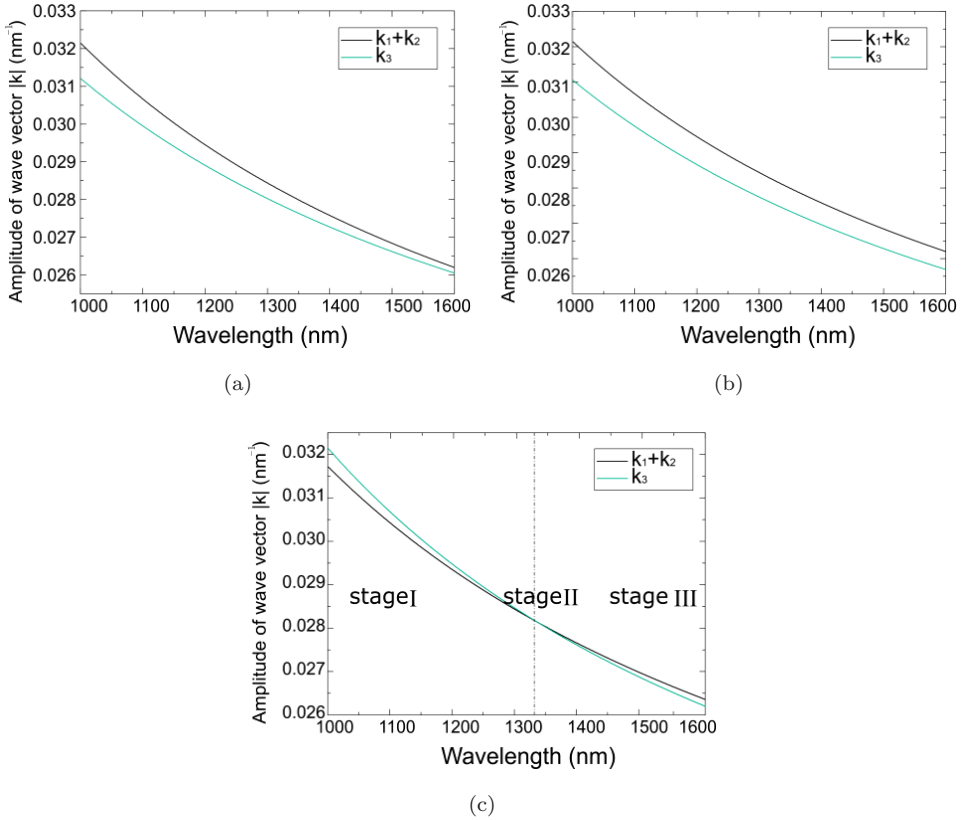 0.033
0.032
0.031
0.030
0.029
0.028
0.027
0.026
1000 1100 1200 1300 1400 1500 1600
Amplitude of wave vector |k| (nm⁻¹)
Wavelength (nm)
k₁+k₂
k₃
(a)
0.033
0.032
0.031
0.030
0.029
0.028
0.027
0.026
1000 1100 1200 1300 1400 1500 1600
Amplitude of wave vector |k| (nm⁻¹)
Wavelength (nm)
k₁+k₂
k₃
(b)
0.032
0.031
0.030
0.029
0.028
0.027
0.026
1000 1100 1200 1300 1400 1500 1600
Amplitude of wave vector |k| (nm⁻¹)
Wavelength (nm)
k₁+k₂
k₃
stageI stageII stage III
(c)